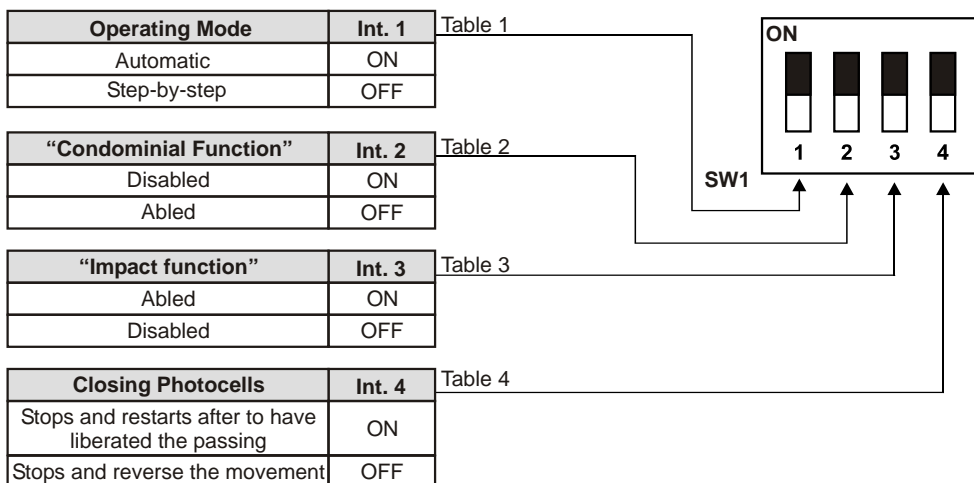 Operating Mode Int. 1 Table 1
Automatic ON
Step-by-step OFF
“Condominial Function” Int. 2 Table 2
Disabled ON
Abled OFF
“Impact function” Int. 3 Table 3
Abled ON
Disabled OFF
Closing Photocells Int. 4 Table 4
Stops and restarts after to have
liberated the passing ON
Stops and reverse the movement OFF
ON
1 2 3 4
SW1